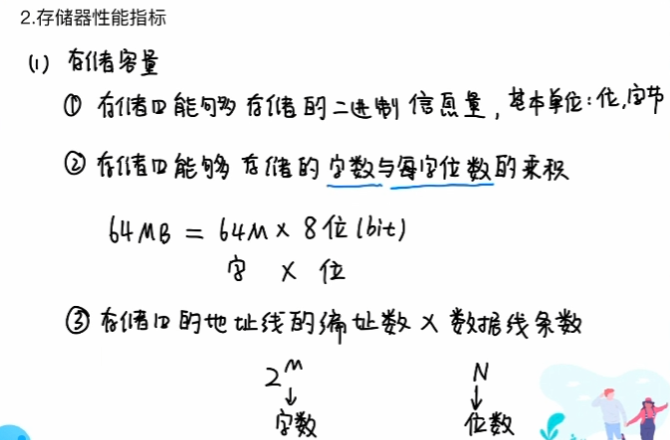 2.存储器性能指标
(1) 存储容量
① 存储口能够存储的二进制信息量,基本单位:位,字节
② 存储口能够存储的字数与每字位数的乘积
64MB = 64M × 8位(bit)
字 × 位
③ 存储口的地址线的编址数 × 数据线条数
2^M N
↓ ↓
字数 位数